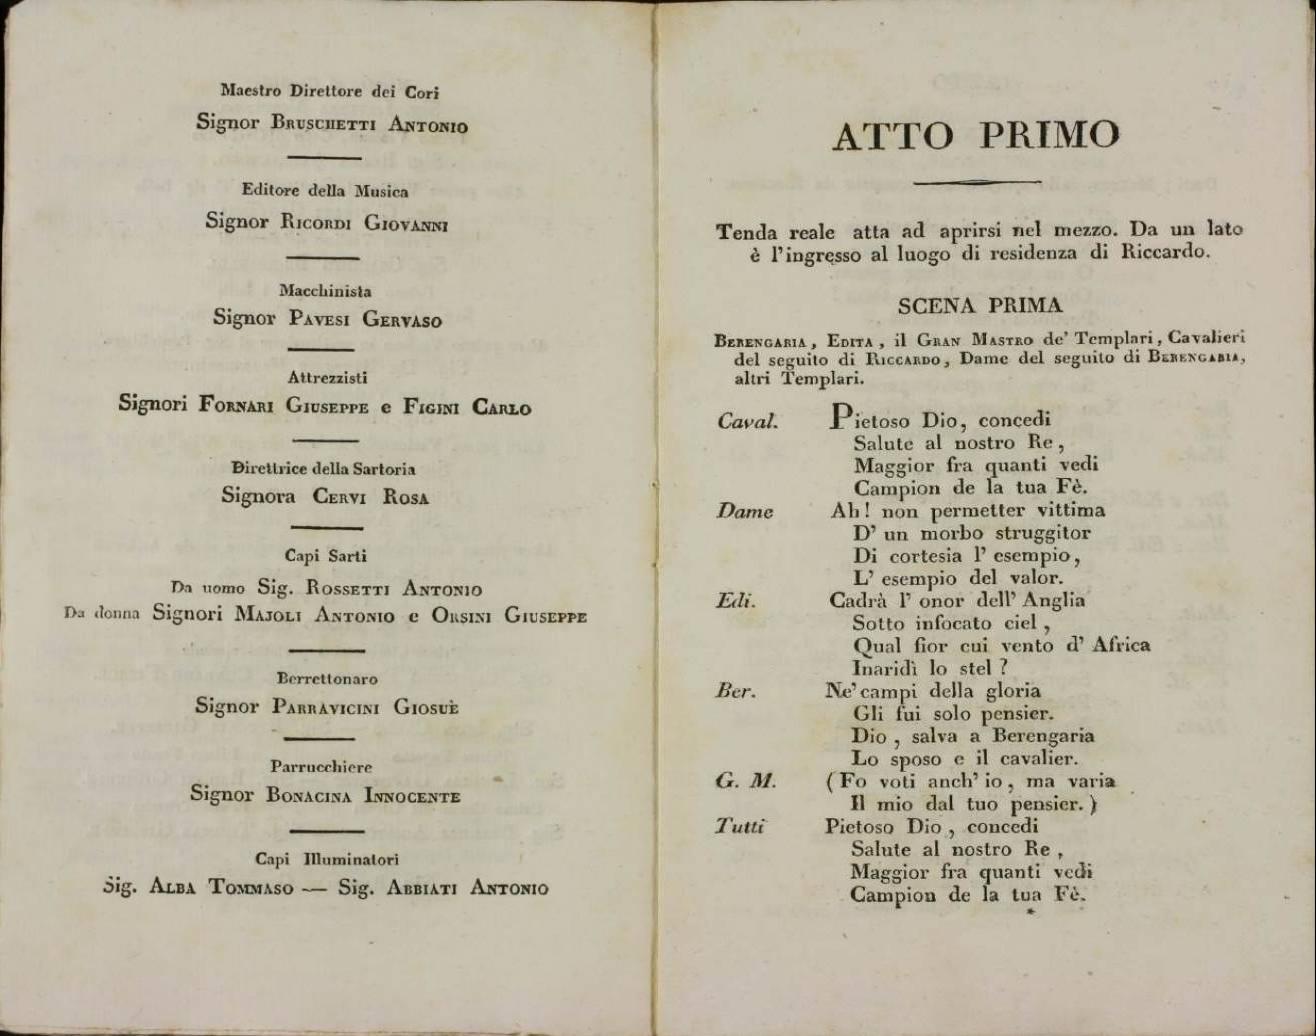 Maestro Direttore dei Cori
Signor BRUSCHETTI ANTONIO
Editore della Musica
Signor RICORDI GIOVANNI
Macchinista
Signor PAVESI GERVASO
Attrezzisti
Signori FORNARI GIUSEPPE e FIGINI CARLO
Direttrice della Sartoria
Signora CERVI ROSA
Capi Sarti
Da uomo Sig. ROSSETTI ANTONIO
Da donna Signori MAJOLI ANTONIO e ORSINI GIUSEPPE
Berrettonaro
Signor PARRAVICINI GIOSUÈ
Parrucchiere
Signor BONACINA INNOCENTE
Capi Illuminatori
Sig. ALBA TOMMASO — Sig. ABBIATI ANTONIO
ATTO PRIMO
Tenda reale atta ad aprirsi nel mezzo. Da un lato
è l'ingresso al luogo di residenza di Riccardo.
SCENA PRIMA
BERENGARIA, EDITA, il GRAN MASTRO de' Templari, Cavalieri
del seguito di RICCARDO, Dame del seguito di BERENGARIA,
altri Templari.
Caval. Pietoso Dio, concedi
Salute al nostro Re,
Maggior fra quanti vedi
Campion de la tua Fè.
Dame Ah! non permetter vittima
D' un morbo struggitor
Di cortesia l' esempio,
L' esempio del valor.
Edi. Cadrà l' onor dell' Anglia
Sotto infocato ciel,
Qual fior cui vento d' Africa
Inaridì lo stel?
Ber. Ne' campi della gloria
Gli fui solo pensier.
Dio, salva a Berengaria
Lo sposo e il cavalier.
G. M. (Fo voti anch' io, ma varia
Il mio dal tuo pensier.)
Tutti Pietoso Dio, concedi
Salute al nostro Re,
Maggior fra quanti vedi
Campion de la tua Fè.
*